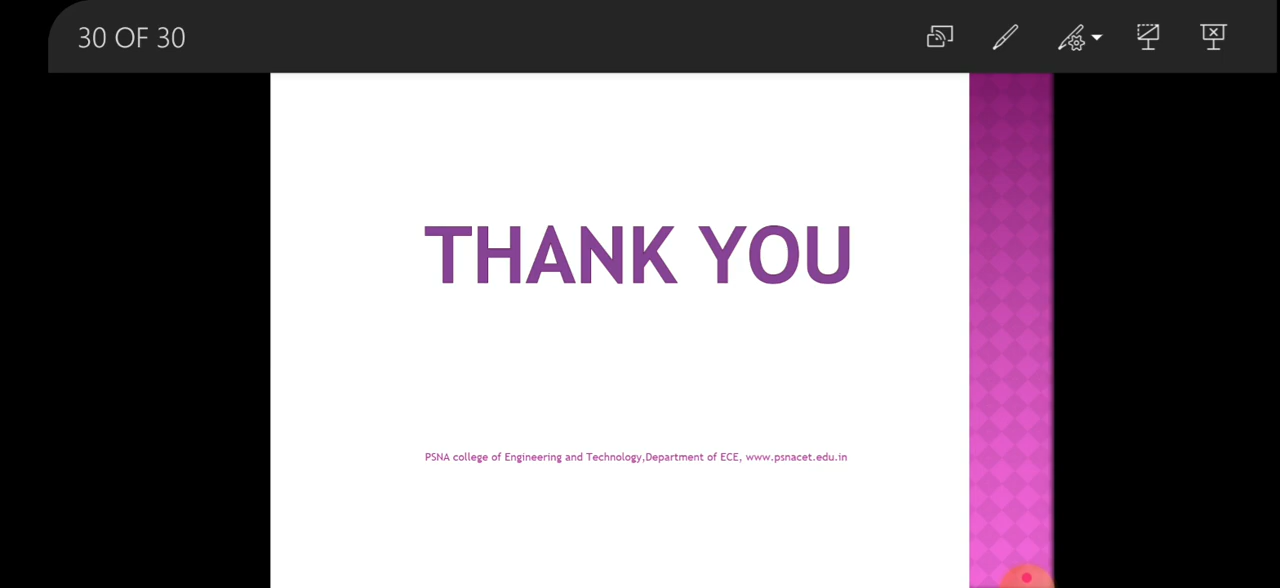 30 OF 30
THANK YOU
PSNA college of Engineering and Technology,Department of ECE, www.psnacet.edu.in